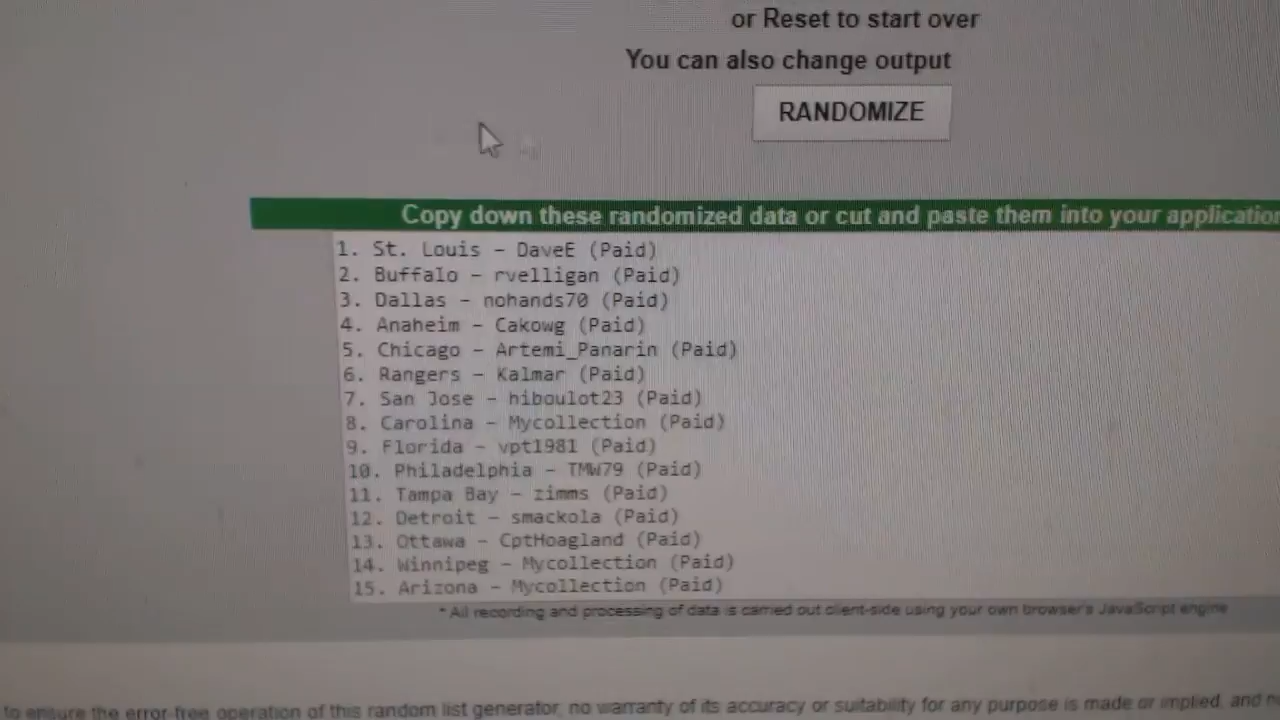 or Reset to start over
You can also change output
RANDOMIZE
Copy down these randomized data or cut and paste them into your application
1. St. Louis - DaveE (Paid)
2. Buffalo - rvelligan (Paid)
3. Dallas - nohands70 (Paid)
4. Anaheim - Cakowg (Paid)
5. Chicago - Artemi_Panarin (Paid)
6. Rangers - Kalmar (Paid)
7. San Jose - hiboulot23 (Paid)
8. Carolina - Mycollection (Paid)
9. Florida - vpt1981 (Paid)
10. Philadelphia - TMW79 (Paid)
11. Tampa Bay - zimms (Paid)
12. Detroit - smackola (Paid)
13. Ottawa - CptHoagland (Paid)
14. Winnipeg - Mycollection (Paid)
15. Arizona - Mycollection (Paid)
* All recording and processing of data is carried out client-side using your own browser's JavaScript engine
to ensure the error-free operation of this random list generator, no warranty of its accuracy or suitability for any purpose is made or implied, and